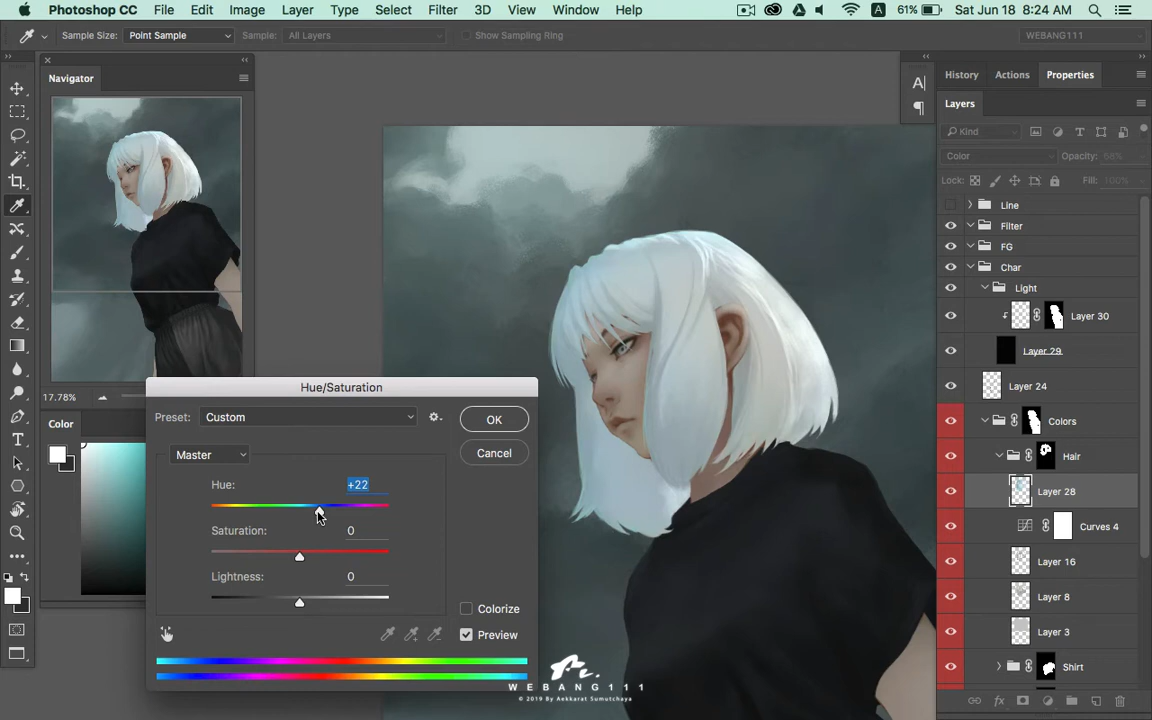 Photoshop CC File Edit Image Layer Type Select Filter 3D View Window Help 61% Sat Jun 18 8:24 AM
Sample Size: Point Sample Sample: All Layers Show Sampling Ring WEBANG111
Navigator
History Actions Properties
Layers
Kind
Color Opacity: 68%
Lock: Fill: 100%
Line
Filter
FG
Char
Light
Layer 30
Layer 29
Layer 24
Colors
Hair
Layer 28
Curves 4
Layer 16
Layer 8
Layer 3
Shirt
17.78%
Color
Hue/Saturation
Preset: Custom
OK
Cancel
Master
Hue: +22
Saturation: 0
Lightness: 0
Colorize
Preview
WEBANG111
© 2019 By Aekkarat Sumutchaya